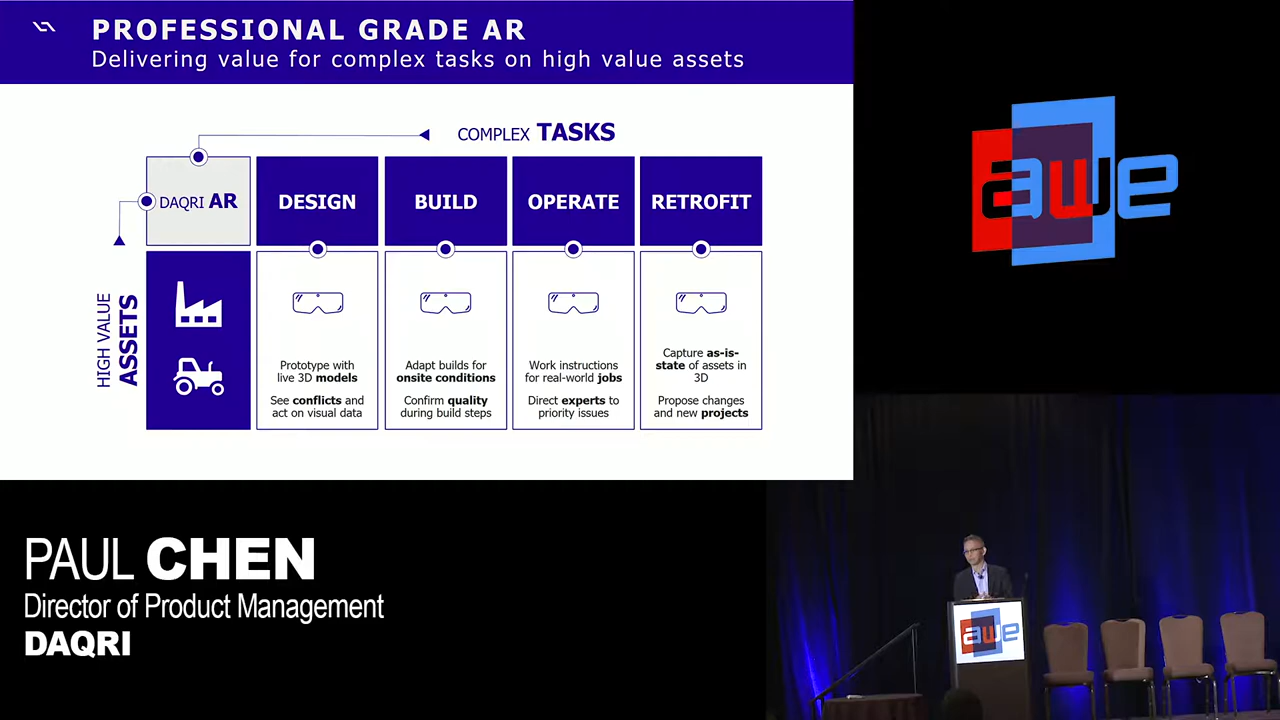 PROFESSIONAL GRADE AR
Delivering value for complex tasks on high value assets
COMPLEX TASKS
DAQRI AR
DESIGN
BUILD
OPERATE
RETROFIT
HIGH VALUE
ASSETS
Prototype with
live 3D models
See conflicts and
act on visual data
Adapt builds for
onsite conditions
Confirm quality
during build steps
Work instructions
for real-world jobs
Direct experts to
priority issues
Capture as-is-
state of assets in
3D
Propose changes
and new projects
awe
PAUL CHEN
Director of Product Management
DAQRI
awe